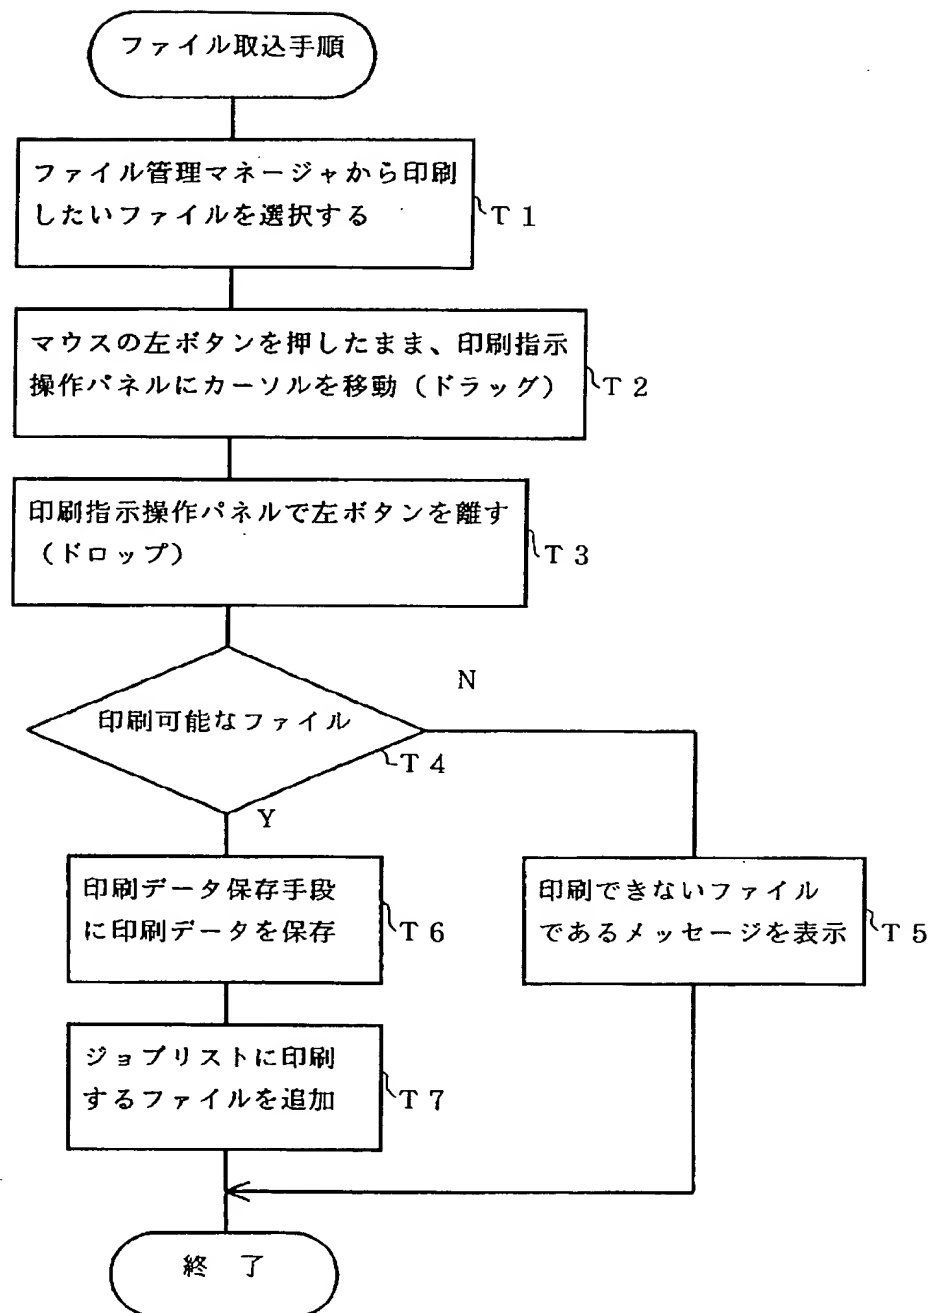 ファイル取込手順
ファイル管理マネージャから印刷
したいファイルを選択する
T1
マウスの左ボタンを押したまま、印刷指示
操作パネルにカーソルを移動（ドラッグ）
T2
印刷指示操作パネルで左ボタンを離す
（ドロップ）
T3
印刷可能なファイル
T4
N
Y
印刷データ保存手段
に印刷データを保存
T6
印刷できないファイル
であるメッセージを表示
T5
ジョブリストに印刷
するファイルを追加
T7
終　了